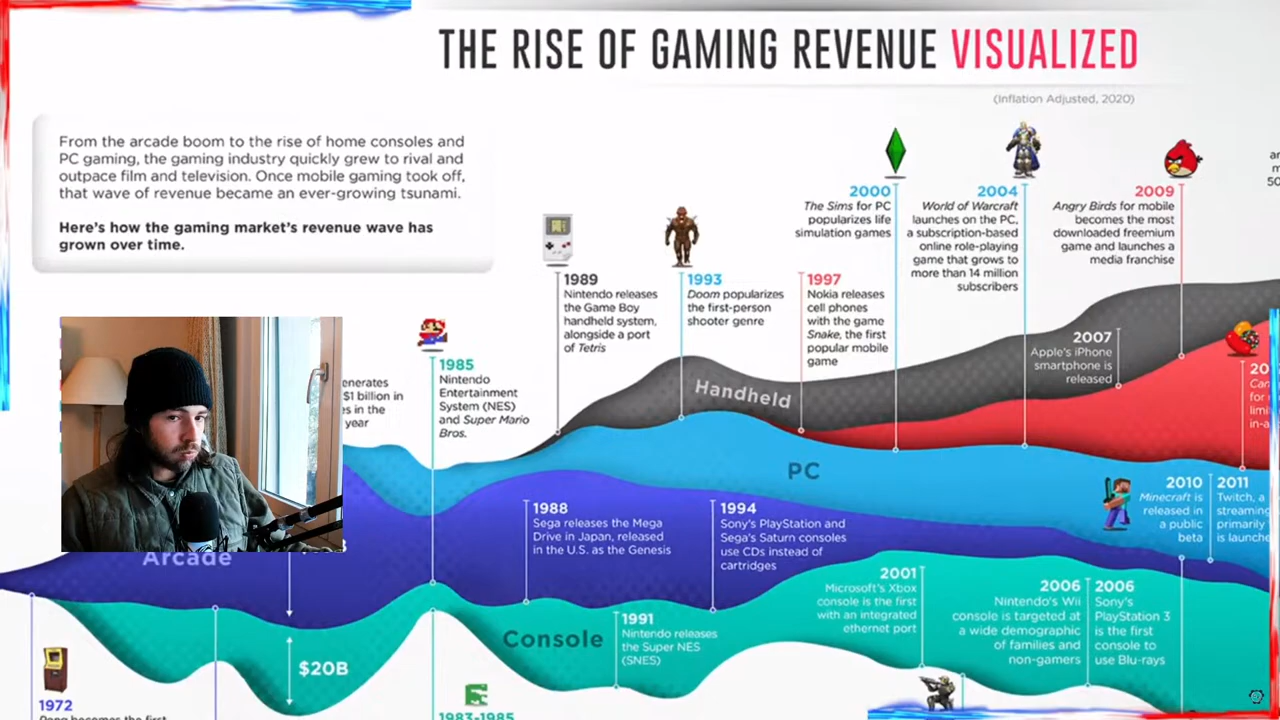 THE RISE OF GAMING REVENUE VISUALIZED
(Inflation Adjusted, 2020)
From the arcade boom to the rise of home consoles and
PC gaming, the gaming industry quickly grew to rival and
outpace film and television. Once mobile gaming took off,
that wave of revenue became an ever-growing tsunami.
Here's how the gaming market's revenue wave has
grown over time.
2000
The Sims for PC
popularizes life
simulation games
2004
World of Warcraft
launches on the PC,
a subscription-based
online role-playing
game that grows to
more than 14 million
subscribers
2009
Angry Birds for mobile
becomes the most
downloaded freemium
game and launches a
media franchise
1989
Nintendo releases
the Game Boy
handheld system,
alongside a port
of Tetris
1993
Doom popularizes
the first-person
shooter genre
1997
Nokia releases
cell phones
with the game
Snake, the first
popular mobile
game
2007
Apple's iPhone
smartphone is
released
enerates
$1 billion in
es in the
year
1985
Nintendo
Entertainment
System (NES)
and Super Mario
Bros.
20
Can
for
limi
in-a
Handheld
PC
2010
Minecraft is
released in
a public
beta
2011
Twitch, a
streaming
primarily
is launche
1988
Sega releases the Mega
Drive in Japan, released
in the U.S. as the Genesis
1994
Sony's PlayStation and
Sega's Saturn consoles
use CDs instead of
cartridges
Arcade
2001
Microsoft's Xbox
console is the first
with an integrated
ethernet port
2006
Nintendo's Wii
console is targeted at
a wide demographic
of families and
non-gamers
2006
Sony's
PlayStation 3
is the first
console to
use Blu-rays
Console
1991
Nintendo releases
the Super NES
(SNES)
$20B
1972
Pong becomes the first
1983-1985